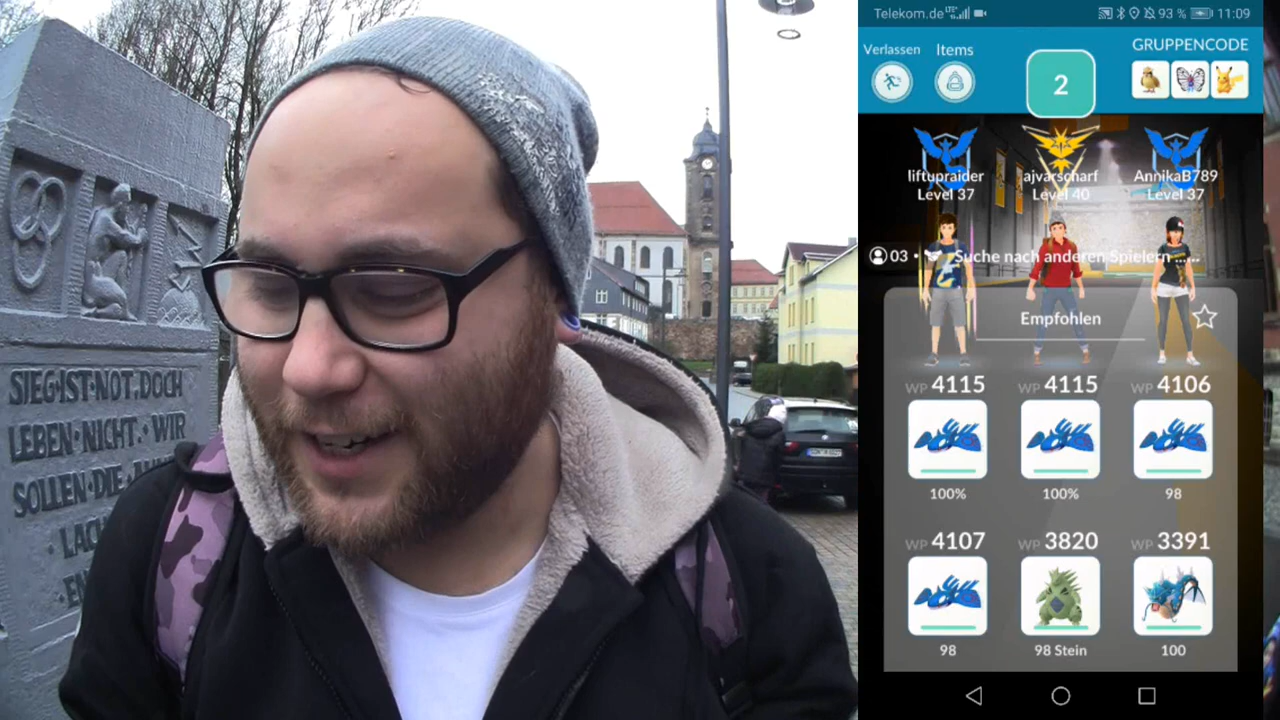 SIEG·IST·NOT·DOCH
LEBEN·NICHT·WIR
SOLLEN·DIE
Telekom.de LTE 93 % 11:09
Verlassen Items 2 GRUPPENCODE
liftupraider ajvarscharf AnnikaB789
Level 37 Level 40 Level 37
03 • Suche nach anderen Spielern ......
Empfohlen
WP 4115 WP 4115 WP 4106
100% 100% 98
WP 4107 WP 3820 WP 3391
98 98 Stein 100